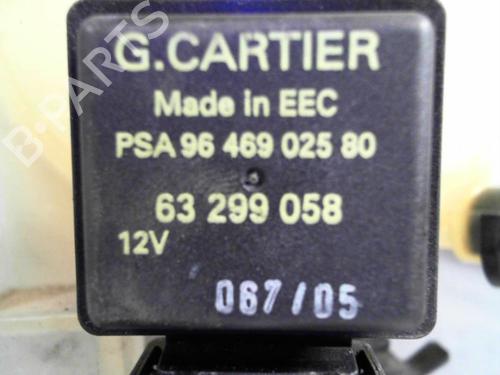 G.CARTIER
Made in EEC
PSA 96 469 025 80
63 299 058
12V
067/05
B-PARTS